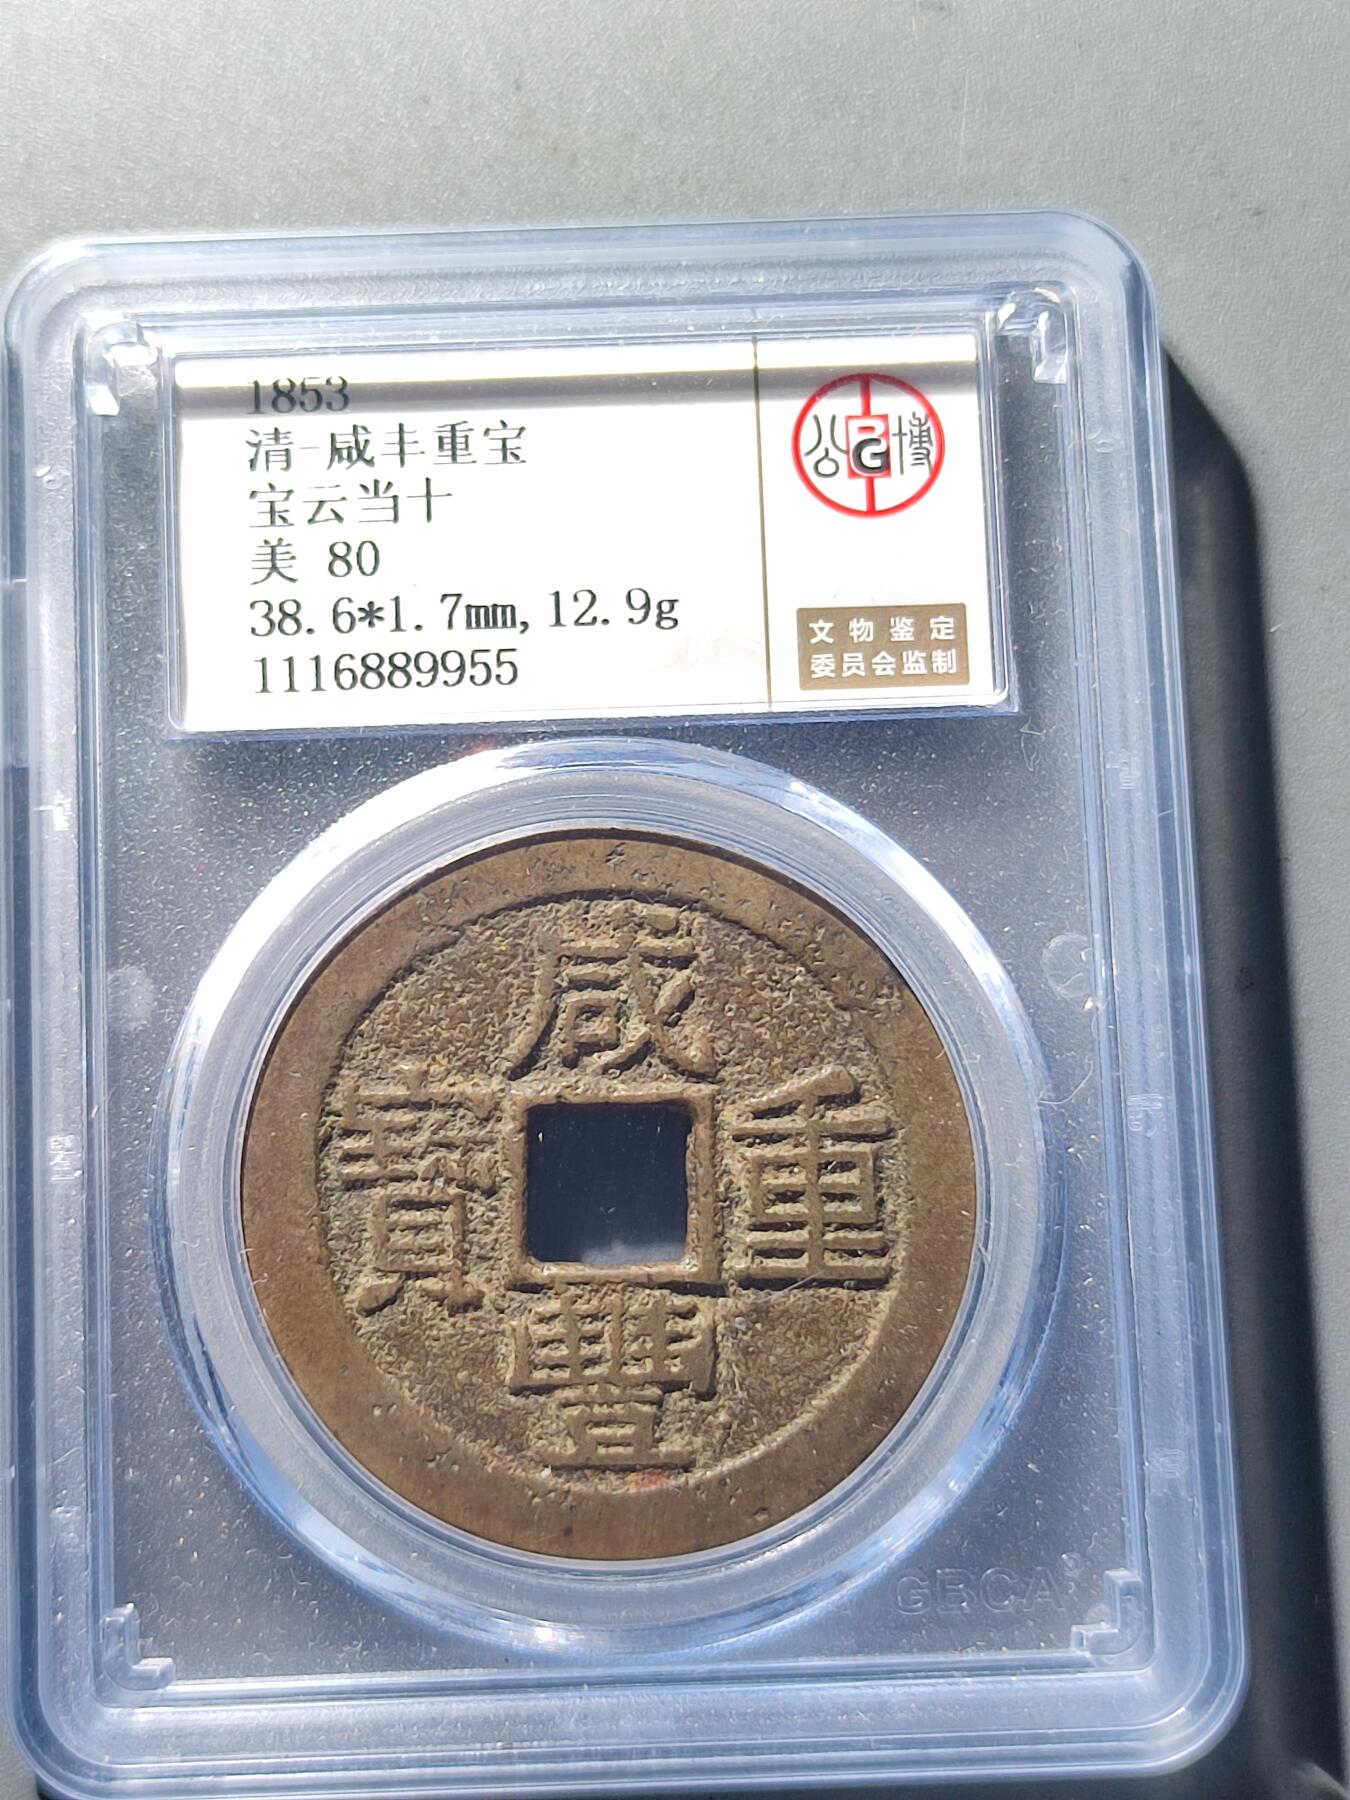 1853
清-咸丰重宝
宝云当十
美 80
38.6*1.7mm,12.9g
1116889955
公 G 博
文物鉴定
委员会监制
咸
寶 重
豐
GBCA